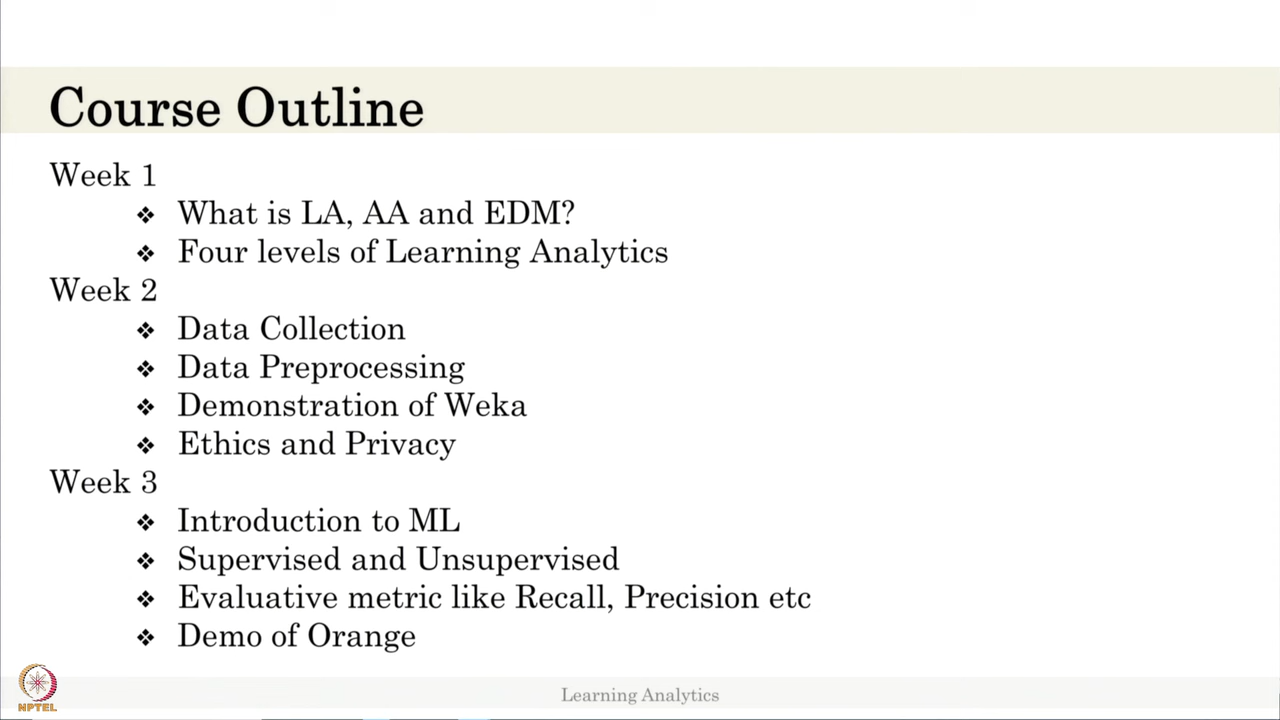 Course Outline
Week 1
❖ What is LA, AA and EDM?
❖ Four levels of Learning Analytics
Week 2
❖ Data Collection
❖ Data Preprocessing
❖ Demonstration of Weka
❖ Ethics and Privacy
Week 3
❖ Introduction to ML
❖ Supervised and Unsupervised
❖ Evaluative metric like Recall, Precision etc
❖ Demo of Orange
NPTEL
Learning Analytics